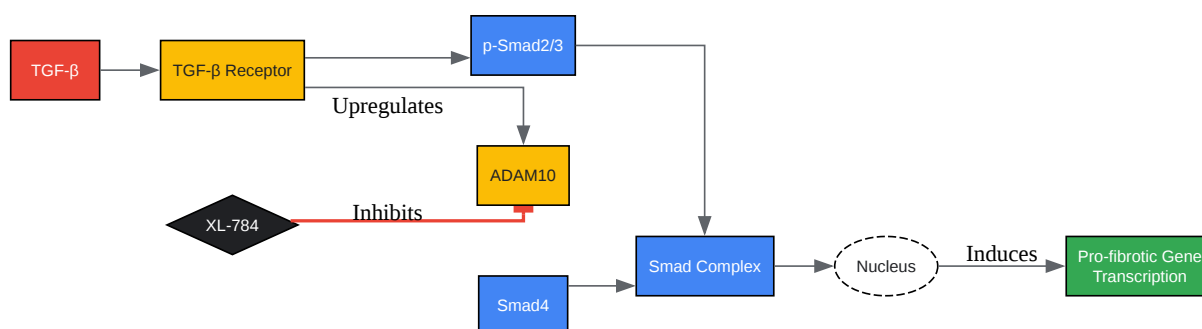 p-Smad2/3
TGF-β
TGF-β Receptor
Upregulates
ADAM10
Inhibits
XL-784
Smad Complex
Nucleus
Induces
Pro-fibrotic Gene
Transcription
Smad4